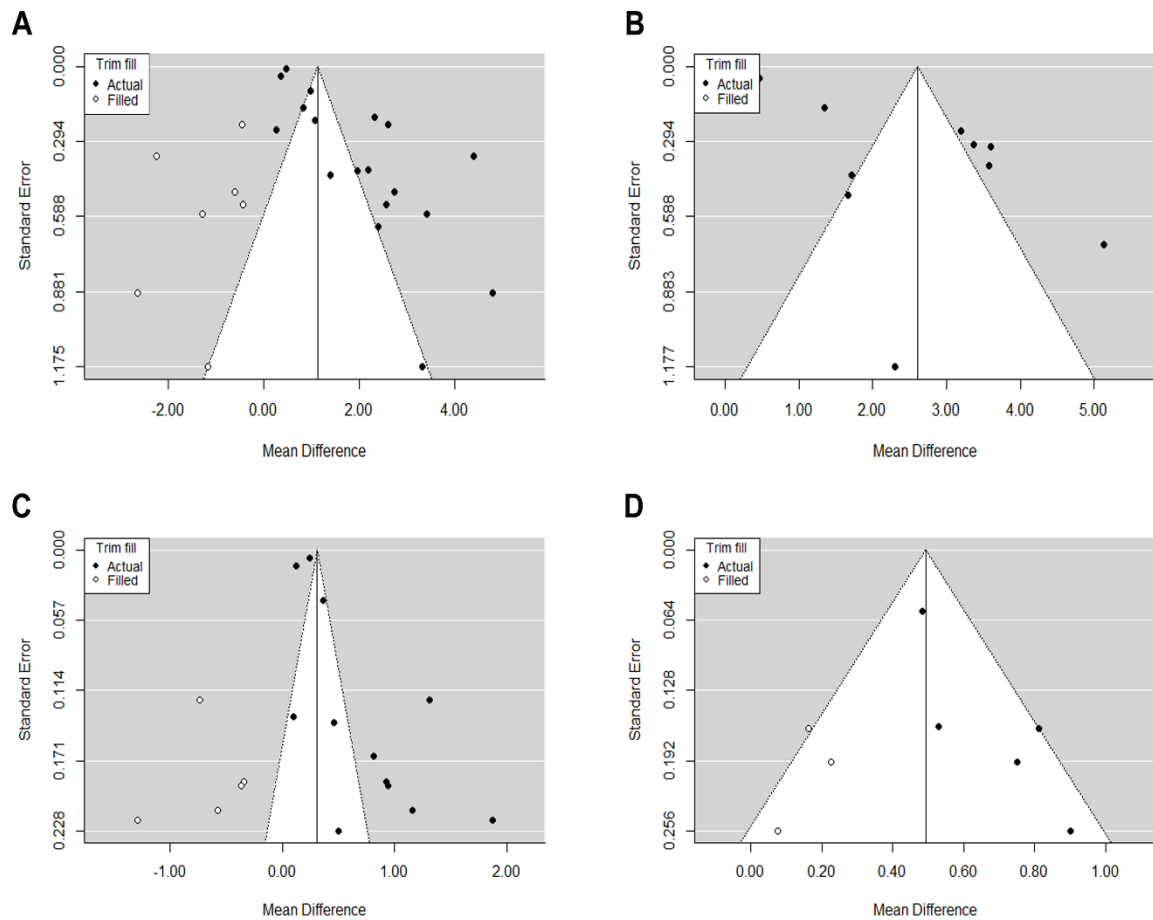 A
Trim fill
Actual
Filled
0.000
0.294
0.588
0.881
1.175
Standard Error
-2.00 0.00 2.00 4.00
Mean Difference
B
Trim fill
Actual
Filled
0.000
0.294
0.588
0.883
1.177
Standard Error
0.00 1.00 2.00 3.00 4.00 5.00
Mean Difference
C
Trim fill
Actual
Filled
0.000
0.057
0.114
0.171
0.228
Standard Error
-1.00 0.00 1.00 2.00
Mean Difference
D
Trim fill
Actual
Filled
0.000
0.064
0.128
0.192
0.256
Standard Error
0.00 0.20 0.40 0.60 0.80 1.00
Mean Difference